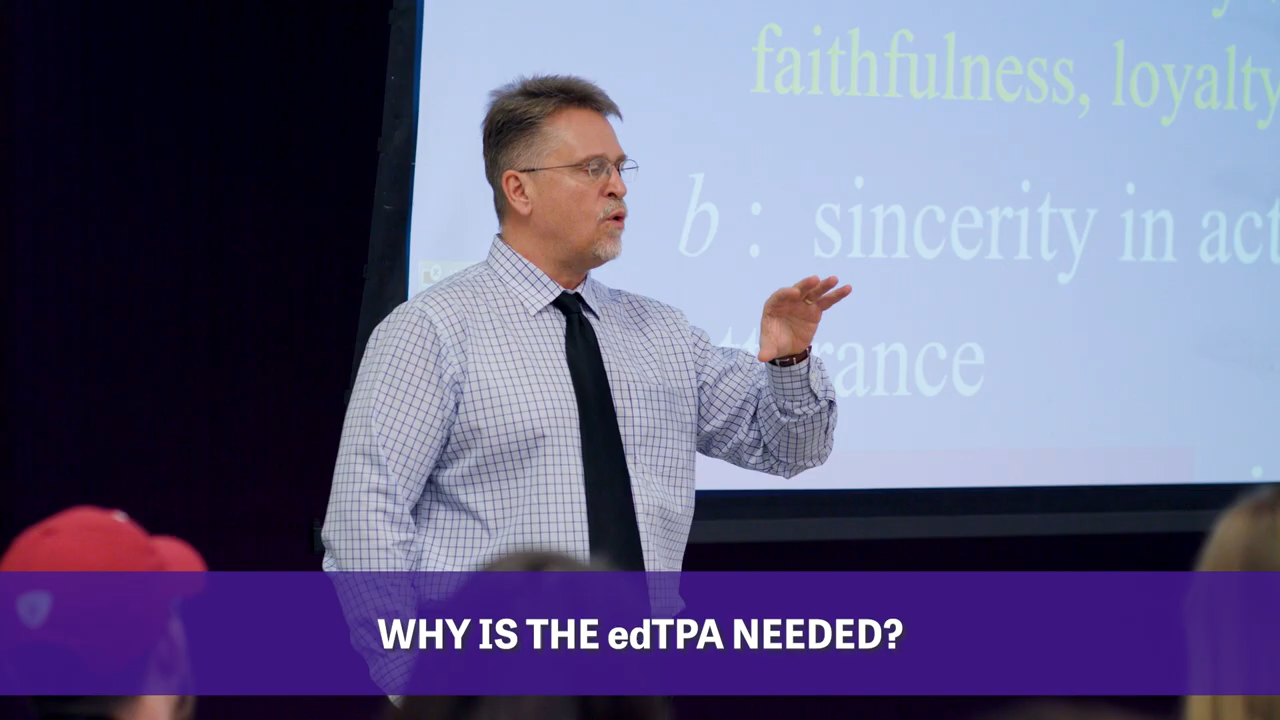 faithfulness, loyalty
b : sincerity in act
rance
WHY IS THE edTPA NEEDED?